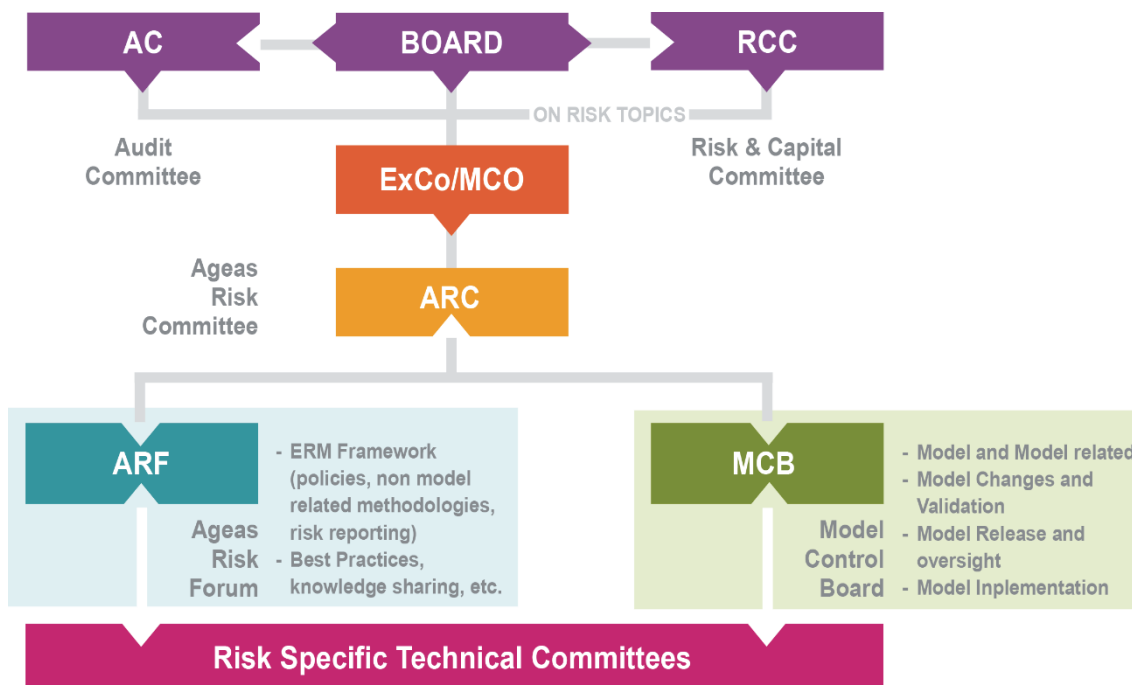 AC
BOARD
RCC
ON RISK TOPICS
Audit
Committee
Risk & Capital
Committee
ExCo/MCO
Ageas
Risk
Committee
ARC
ARF
Ageas
Risk
Forum
- ERM Framework
(policies, non model
related methodologies,
risk reporting)
- Best Practices,
knowledge sharing, etc.
MCB
Model
Control
Board
- Model and Model related
- Model Changes and
Validation
- Model Release and
oversight
- Model Inplementation
Risk Specific Technical Committees